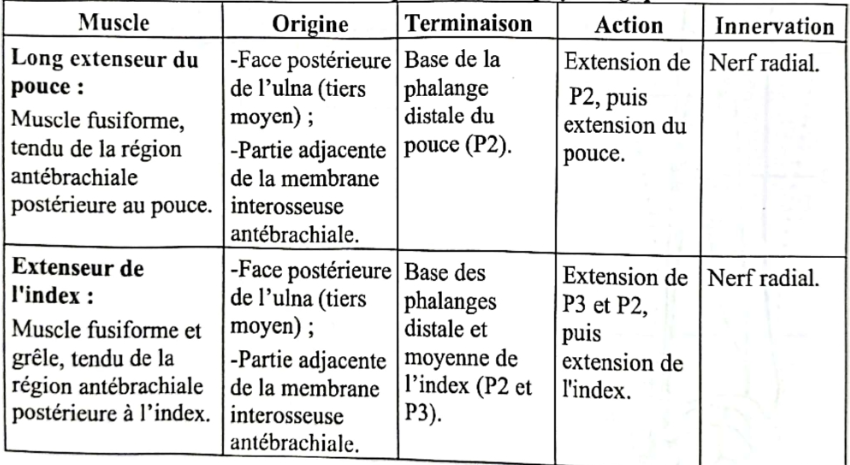 Muscle Origine Terminaison Action Innervation
Long extenseur du
pouce :
Muscle fusiforme,
tendu de la région
antébrachiale
postérieure au pouce.
-Face postérieure
de l'ulna (tiers
moyen) ;
-Partie adjacente
de la membrane
interosseuse
antébrachiale.
Base de la
phalange
distale du
pouce (P2).
Extension de
P2, puis
extension du
pouce.
Nerf radial.
Extenseur de
l'index :
Muscle fusiforme et
grêle, tendu de la
région antébrachiale
postérieure à l'index.
-Face postérieure
de l'ulna (tiers
moyen) ;
-Partie adjacente
de la membrane
interosseuse
antébrachiale.
Base des
phalanges
distale et
moyenne de
l'index (P2 et
P3).
Extension de
P3 et P2,
puis
extension de
l'index.
Nerf radial.